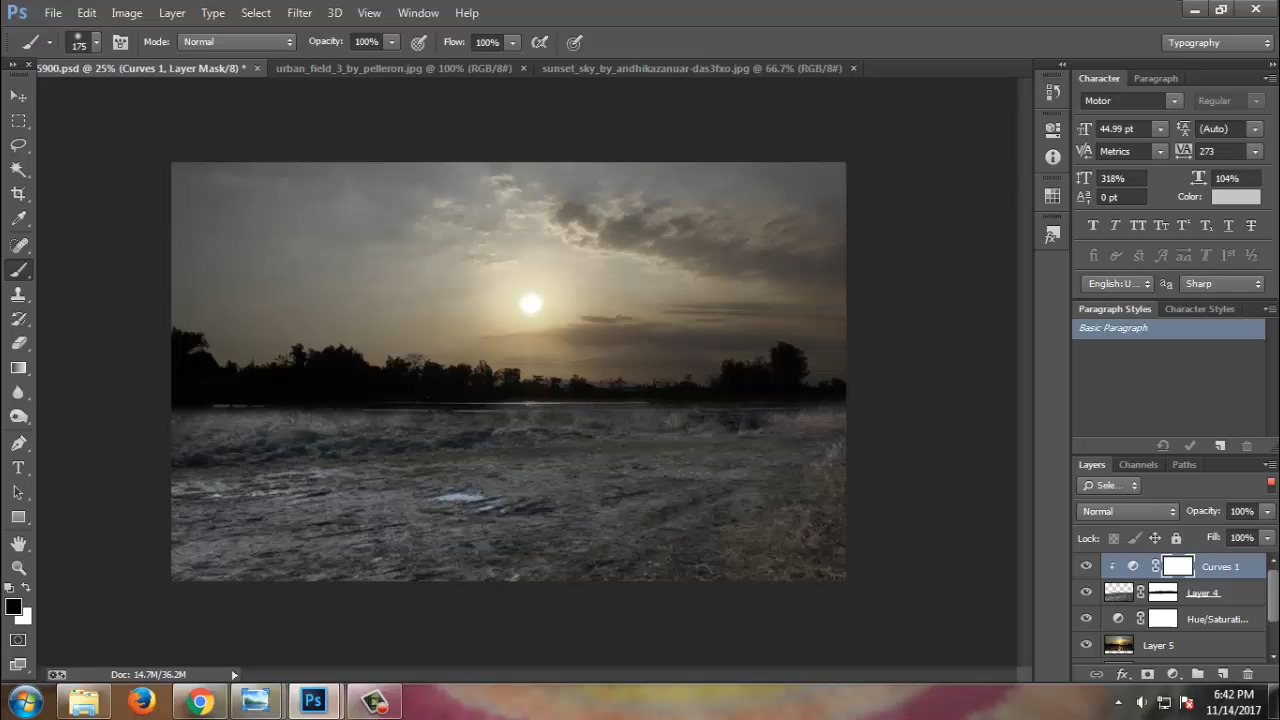 Ps File Edit Image Layer Type Select Filter 3D View Window Help
175 Mode: Normal Opacity: 100% Flow: 100% Typography
5900.psd @ 25% (Curves 1, Layer Mask/8) * × urban_field_3_by_pelleron.jpg @ 100% (RGB/8#) × sunset_sky_by_andhikazanuar-das3fxo.jpg @ 66.7% (RGB/8#) ×
Character Paragraph
Motor Regular
44.99 pt (Auto)
Metrics 273
318% 104%
0 pt Color:
English: U... Sharp
Paragraph Styles Character Styles
Basic Paragraph
Layers Channels Paths
Sele...
Normal Opacity: 100%
Lock: Fill: 100%
Curves 1
Layer 4
Hue/Saturati...
Layer 5
Doc: 14.7M/36.2M
Ps
6:42 PM
11/14/2017